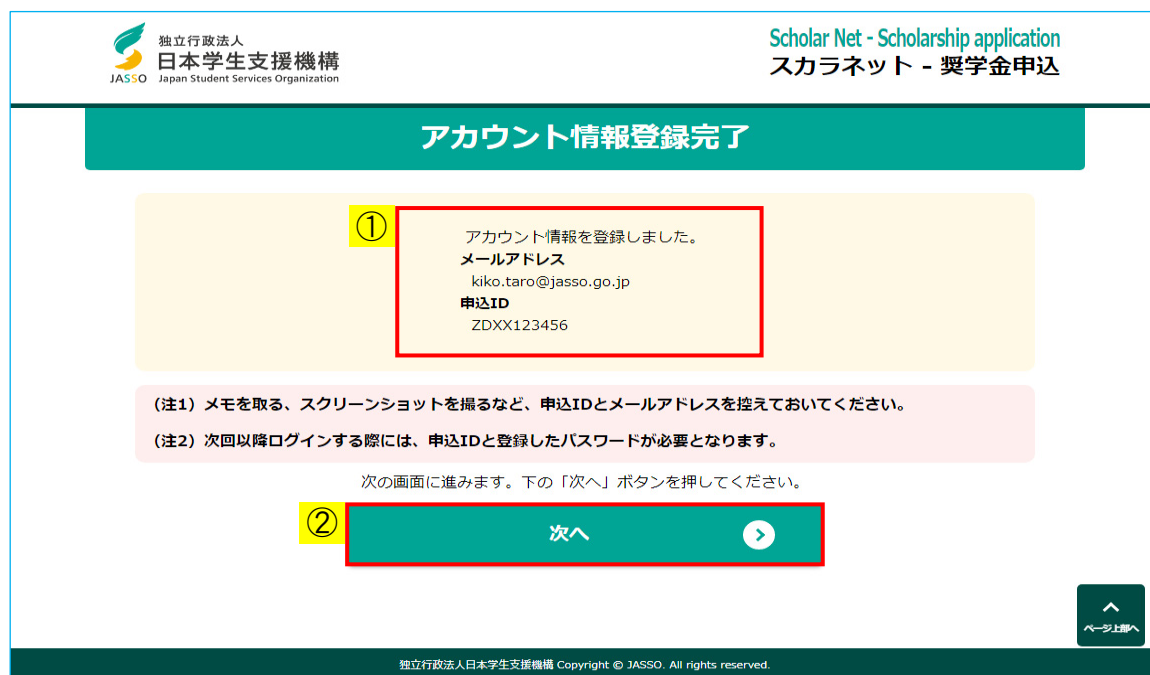 独立行政法人
日本学生支援機構
JASSO Japan Student Services Organization
Scholar Net - Scholarship application
スカラネット - 奨学金申込
アカウント情報登録完了
①
アカウント情報を登録しました。
メールアドレス
kiko.taro@jasso.go.jp
申込ID
ZDXX123456
（注1）メモを取る、スクリーンショットを撮るなど、申込IDとメールアドレスを控えておいてください。
（注2）次回以降ログインする際には、申込IDと登録したパスワードが必要となります。
次の画面に進みます。下の「次へ」ボタンを押してください。
②
次へ
ページ上部へ
独立行政法人日本学生支援機構 Copyright © JASSO. All rights reserved.